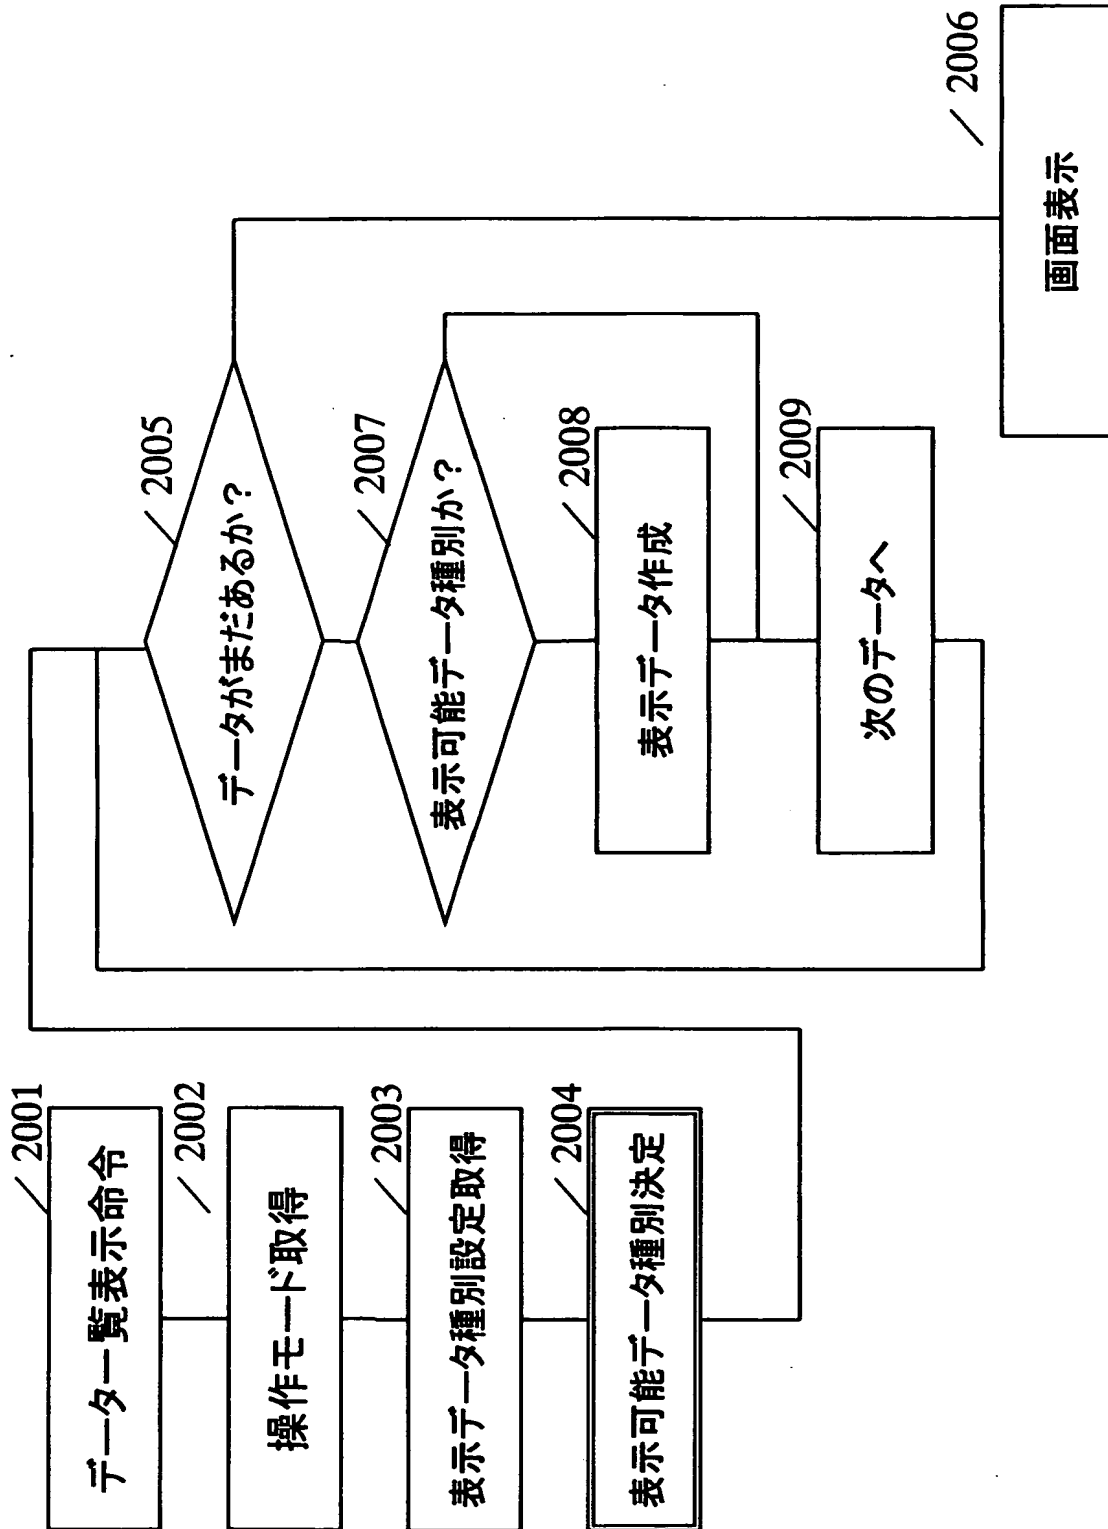 2001
データ一覧表示命令
2002
操作モード取得
2003
表示データ種別設定取得
2004
表示可能データ種別決定
2005
データがまだあるか？
2007
表示可能データ種別か？
2008
表示データ作成
2009
次のデータへ
2006
画面表示